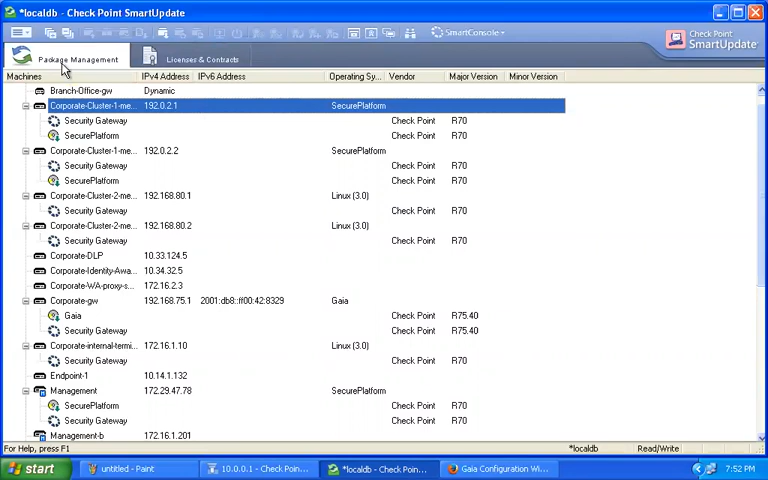 *localdb - Check Point SmartUpdate
SmartConsole
Package Management
Licenses & Contracts
Check Point
SmartUpdate
Machines IPv4 Address IPv6 Address Operating Sy... Vendor Major Version Minor Version
Branch-Office-gw Dynamic
Corporate-Cluster-1-me... 192.0.2.1 SecurePlatform
Security Gateway Check Point R70
SecurePlatform Check Point R70
Corporate-Cluster-1-me... 192.0.2.2 SecurePlatform
Security Gateway Check Point R70
SecurePlatform Check Point R70
Corporate-Cluster-2-me... 192.168.80.1 Linux (3.0)
Security Gateway Check Point R70
Corporate-Cluster-2-me... 192.168.80.2 Linux (3.0)
Security Gateway Check Point R70
Corporate-DLP 10.33.124.5
Corporate-Identity-Awa... 10.34.32.5
Corporate-WA-proxy-s... 172.16.2.3
Corporate-gw 192.168.75.1 2001:db8::ff00:42:8329 Gaia
Gaia Check Point R75.40
Security Gateway Check Point R75.40
Corporate-internal-termi... 172.16.1.10 Linux (3.0)
Security Gateway Check Point R70
Endpoint-1 10.14.1.132
Management 172.29.47.78 SecurePlatform
SecurePlatform Check Point R70
Security Gateway Check Point R70
Management-b 172.16.1.201
For Help, press F1 *localdb Read/Write
start untitled - Paint 10.0.0.1 - Check Poin... *localdb - Check Poin... Gaia Configuration Wi... 7:52 PM